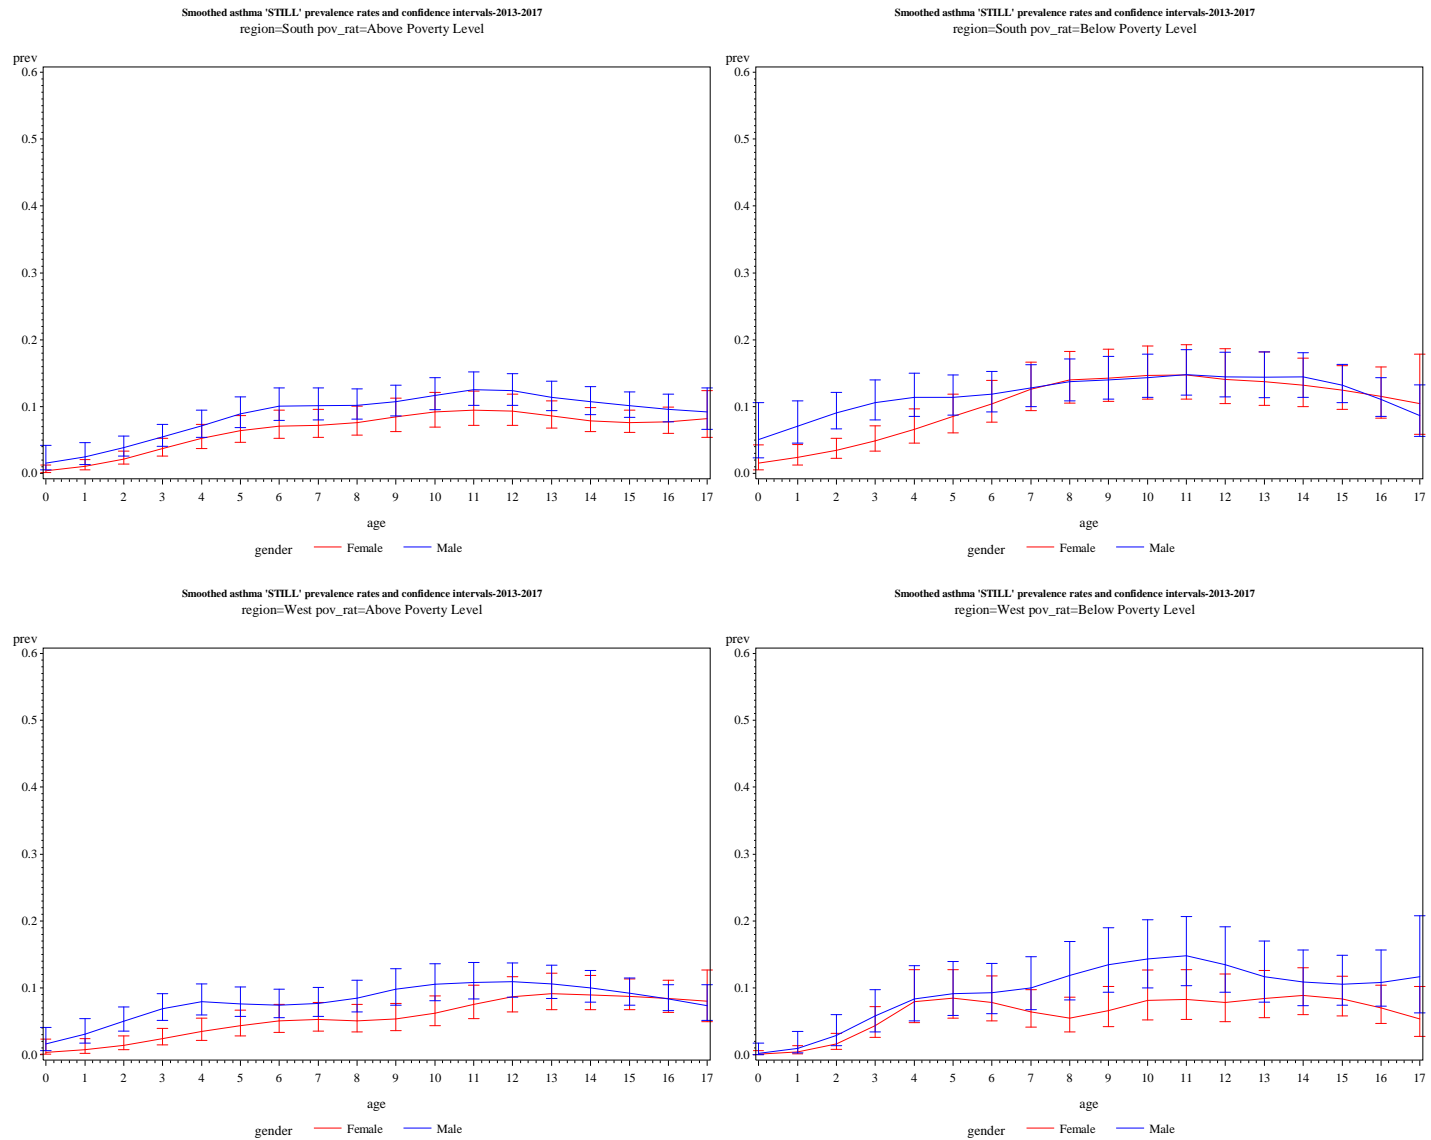 Smoothed asthma 'STILL' prevalence rates and confidence intervals-2013-2017
region=South pov_rat=Above Poverty Level
prev
0.6
0.5
0.4
0.3
0.2
0.1
0.0
0 1 2 3 4 5 6 7 8 9 10 11 12 13 14 15 16 17
age
gender Female Male
Smoothed asthma 'STILL' prevalence rates and confidence intervals-2013-2017
region=South pov_rat=Below Poverty Level
prev
0.6
0.5
0.4
0.3
0.2
0.1
0.0
0 1 2 3 4 5 6 7 8 9 10 11 12 13 14 15 16 17
age
gender Female Male
Smoothed asthma 'STILL' prevalence rates and confidence intervals-2013-2017
region=West pov_rat=Above Poverty Level
prev
0.6
0.5
0.4
0.3
0.2
0.1
0.0
0 1 2 3 4 5 6 7 8 9 10 11 12 13 14 15 16 17
age
gender Female Male
Smoothed asthma 'STILL' prevalence rates and confidence intervals-2013-2017
region=West pov_rat=Below Poverty Level
prev
0.6
0.5
0.4
0.3
0.2
0.1
0.0
0 1 2 3 4 5 6 7 8 9 10 11 12 13 14 15 16 17
age
gender Female Male